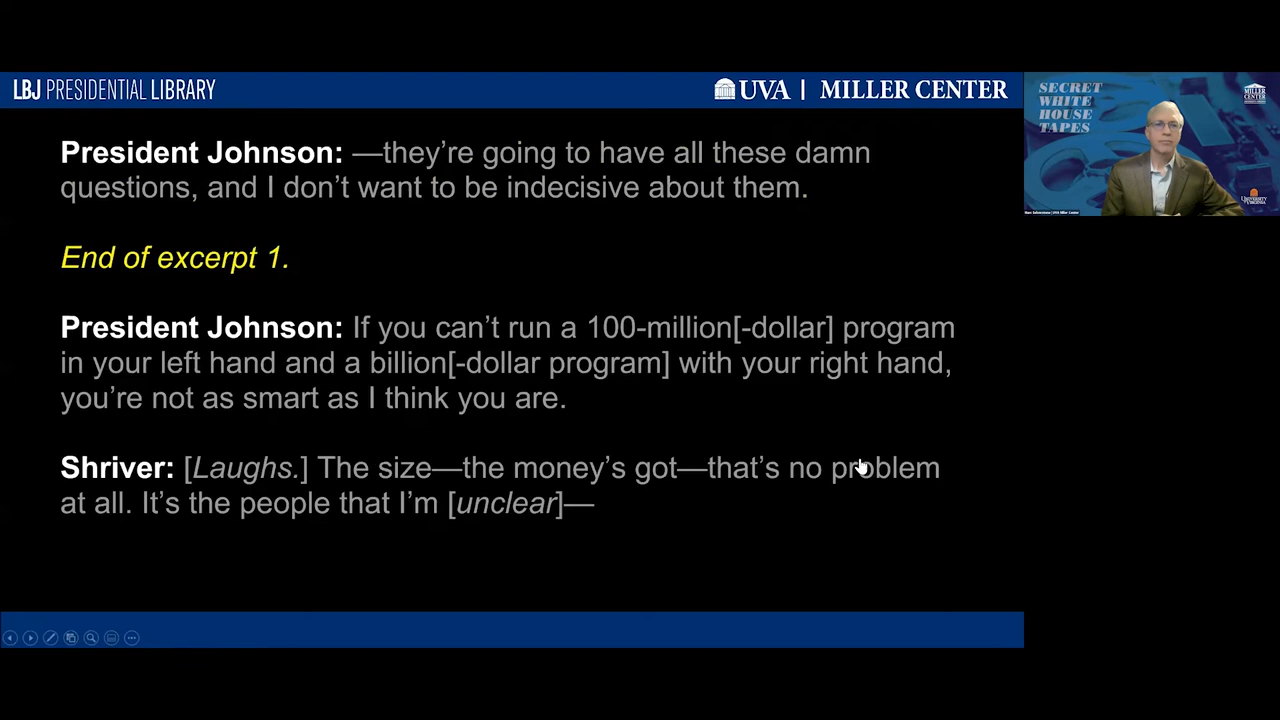 LBJ PRESIDENTIAL LIBRARY
UVA | MILLER CENTER
SECRET
WHITE
HOUSE
TAPES
MILLER
CENTER
President Johnson: —they're going to have all these damn
questions, and I don't want to be indecisive about them.
End of excerpt 1.
President Johnson: If you can't run a 100-million[-dollar] program
in your left hand and a billion[-dollar program] with your right hand,
you're not as smart as I think you are.
Shriver: [Laughs.] The size—the money's got—that's no problem
at all. It's the people that I'm [unclear]—
UNIVERSITY
VIRGINIA